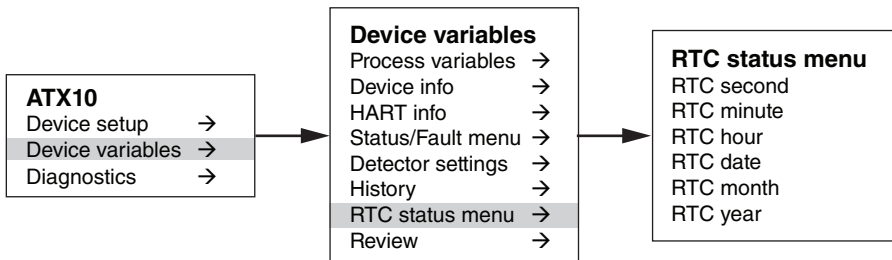 ATX10
Device setup →
Device variables →
Diagnostics →
Device variables
Process variables →
Device info →
HART info →
Status/Fault menu →
Detector settings →
History →
RTC status menu →
Review →
RTC status menu
RTC second
RTC minute
RTC hour
RTC date
RTC month
RTC year